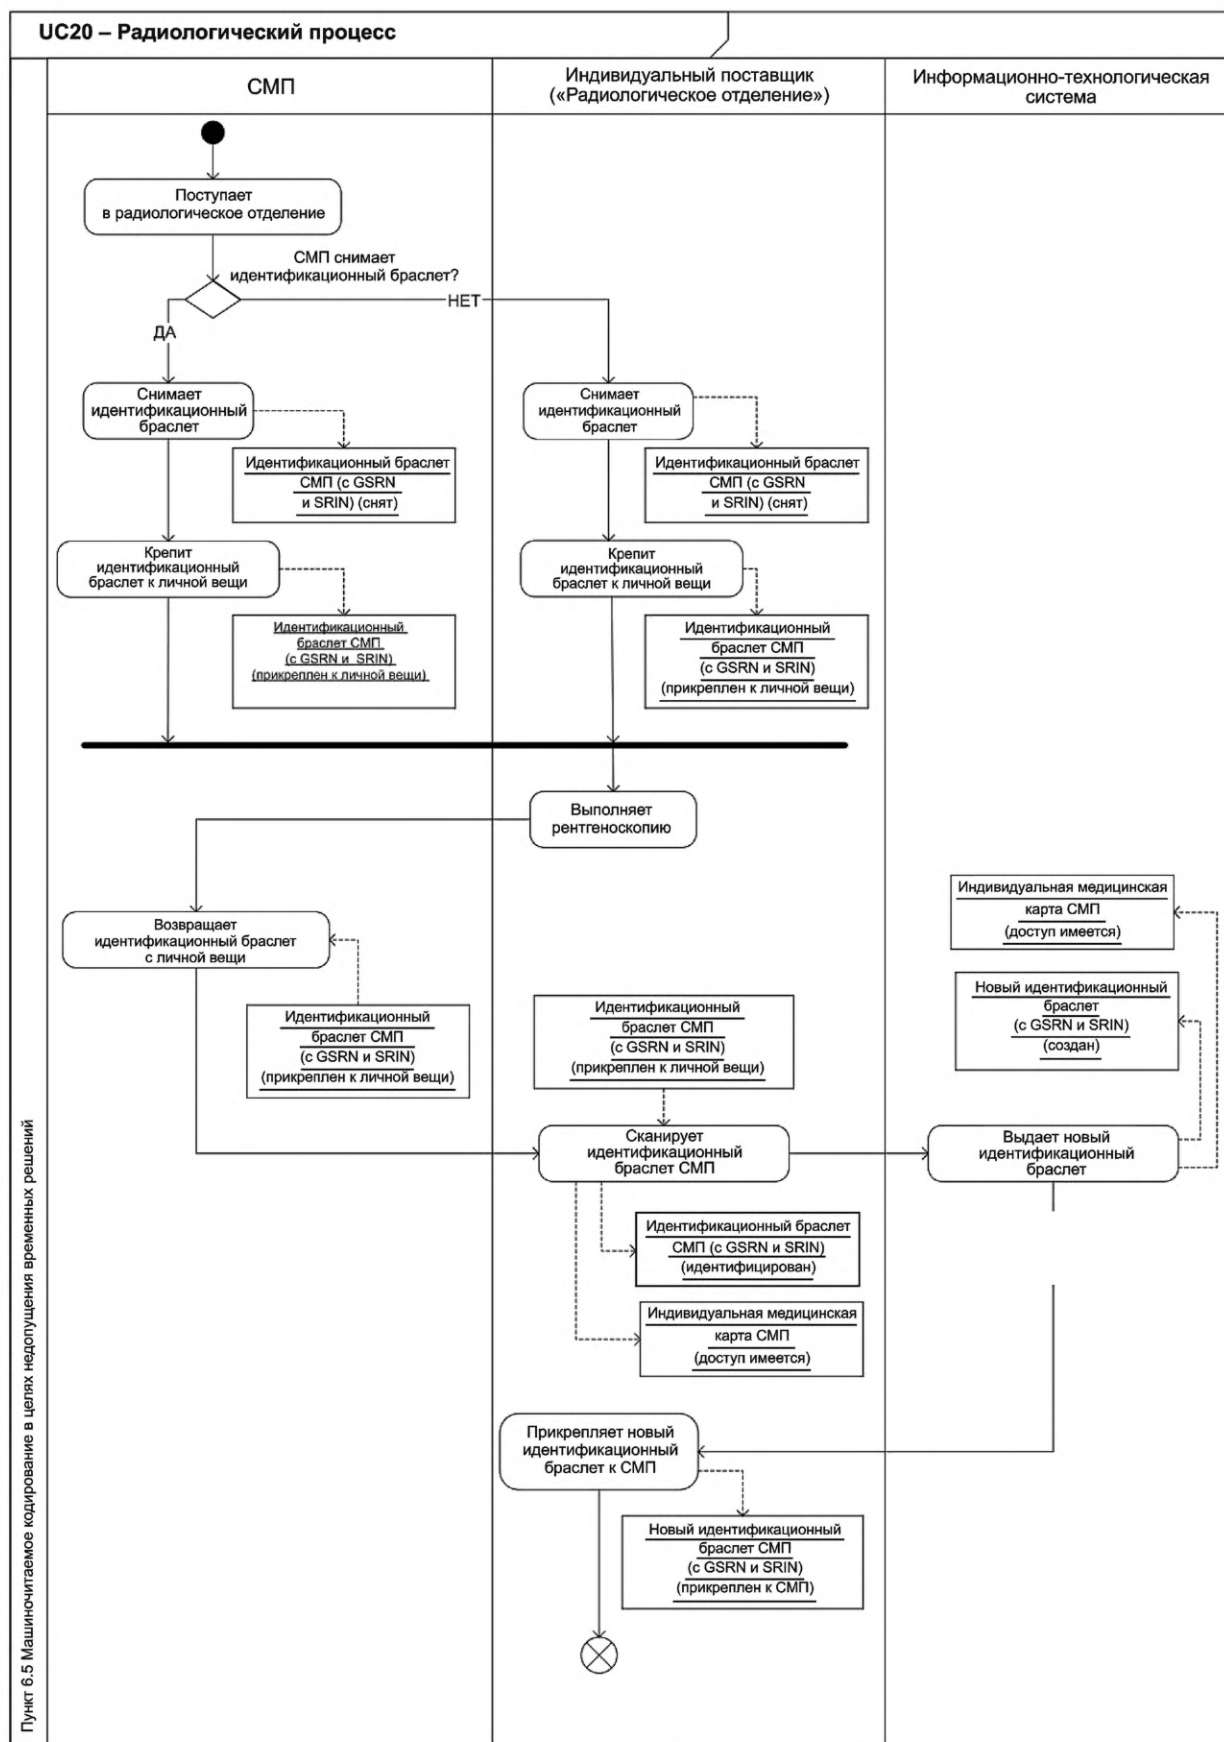 UC20 – Радиологический процесс
СМП
Индивидуальный поставщик
(«Радиологическое отделение»)
Информационно-технологическая
система
Поступает
в радиологическое отделение
СМП снимает
идентификационный браслет?
НЕТ
ДА
Снимает
идентификационный
браслет
Снимает
идентификационный
браслет
Идентификационный браслет
СМП (с GSRN
и SRIN) (снят)
Идентификационный браслет
СМП (с GSRN
и SRIN) (снят)
Крепит
идентификационный
браслет к личной вещи
Крепит
идентификационный
браслет к личной вещи
Идентификационный
браслет СМП
(с GSRN и SRIN)
(прикреплен к личной вещи)
Идентификационный
браслет СМП
(с GSRN и SRIN)
(прикреплен к личной вещи)
Выполняет
рентгеноскопию
Индивидуальная медицинская
карта СМП
(доступ имеется)
Возвращает
идентификационный браслет
с личной вещи
Новый идентификационный
браслет
(с GSRN и SRIN)
(создан)
Идентификационный
браслет СМП
(с GSRN и SRIN)
(прикреплен к личной вещи)
Идентификационный
браслет СМП
(с GSRN и SRIN)
(прикреплен к личной вещи)
Сканирует
идентификационный
браслет СМП
Выдает новый
идентификационный
браслет
Идентификационный браслет
СМП (с GSRN и SRIN)
(идентифицирован)
Индивидуальная медицинская
карта СМП
(доступ имеется)
Прикрепляет новый
идентификационный
браслет к СМП
Новый идентификационный
браслет СМП
(с GSRN и SRIN)
(прикреплен к СМП)
Пункт 6.5 Машиночитаемое кодирование в целях недопущения временных решений